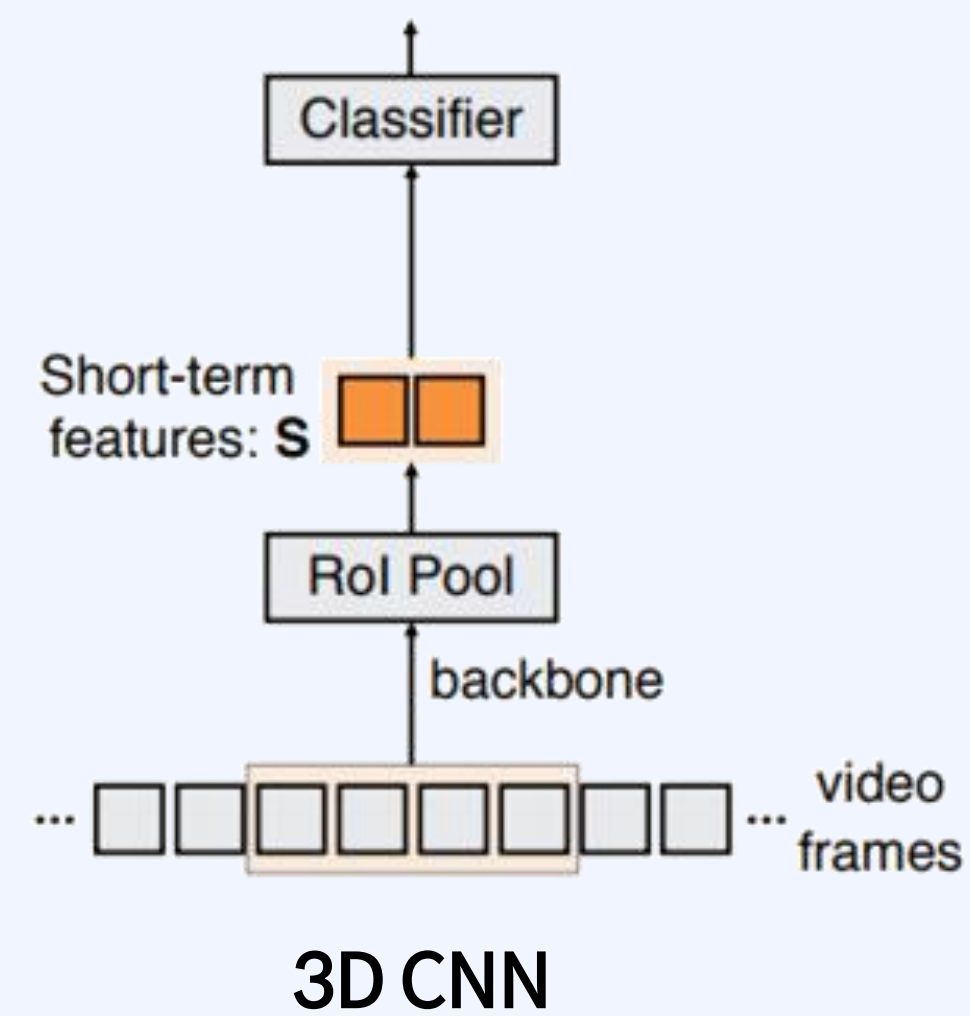 Classifier
Short-term
features: S
RoI Pool
backbone
... ... video
frames
3D CNN